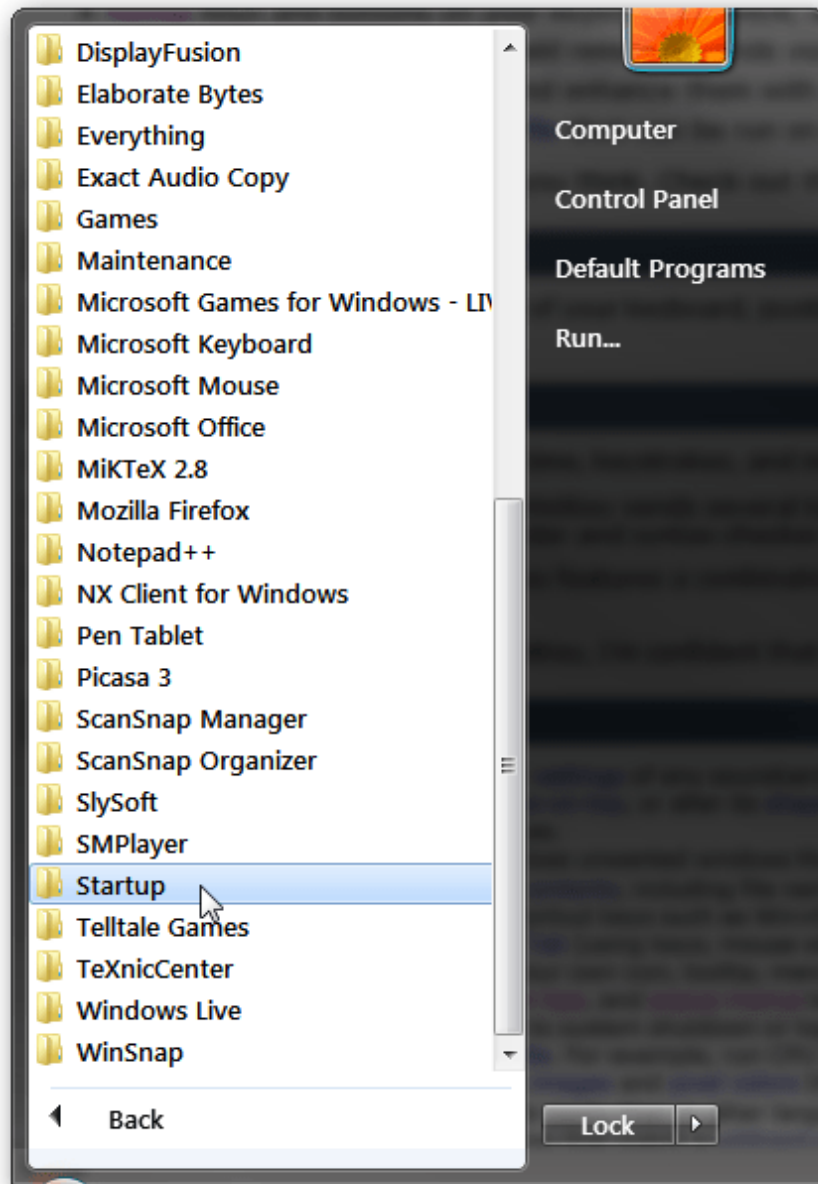 DisplayFusion
Elaborate Bytes
Everything
Exact Audio Copy
Games
Maintenance
Microsoft Games for Windows - LIV
Microsoft Keyboard
Microsoft Mouse
Microsoft Office
MiKTeX 2.8
Mozilla Firefox
Notepad++
NX Client for Windows
Pen Tablet
Picasa 3
ScanSnap Manager
ScanSnap Organizer
SlySoft
SMPlayer
Startup
Telltale Games
TeXnicCenter
Windows Live
WinSnap
Back
Computer
Control Panel
Default Programs
Run...
Lock